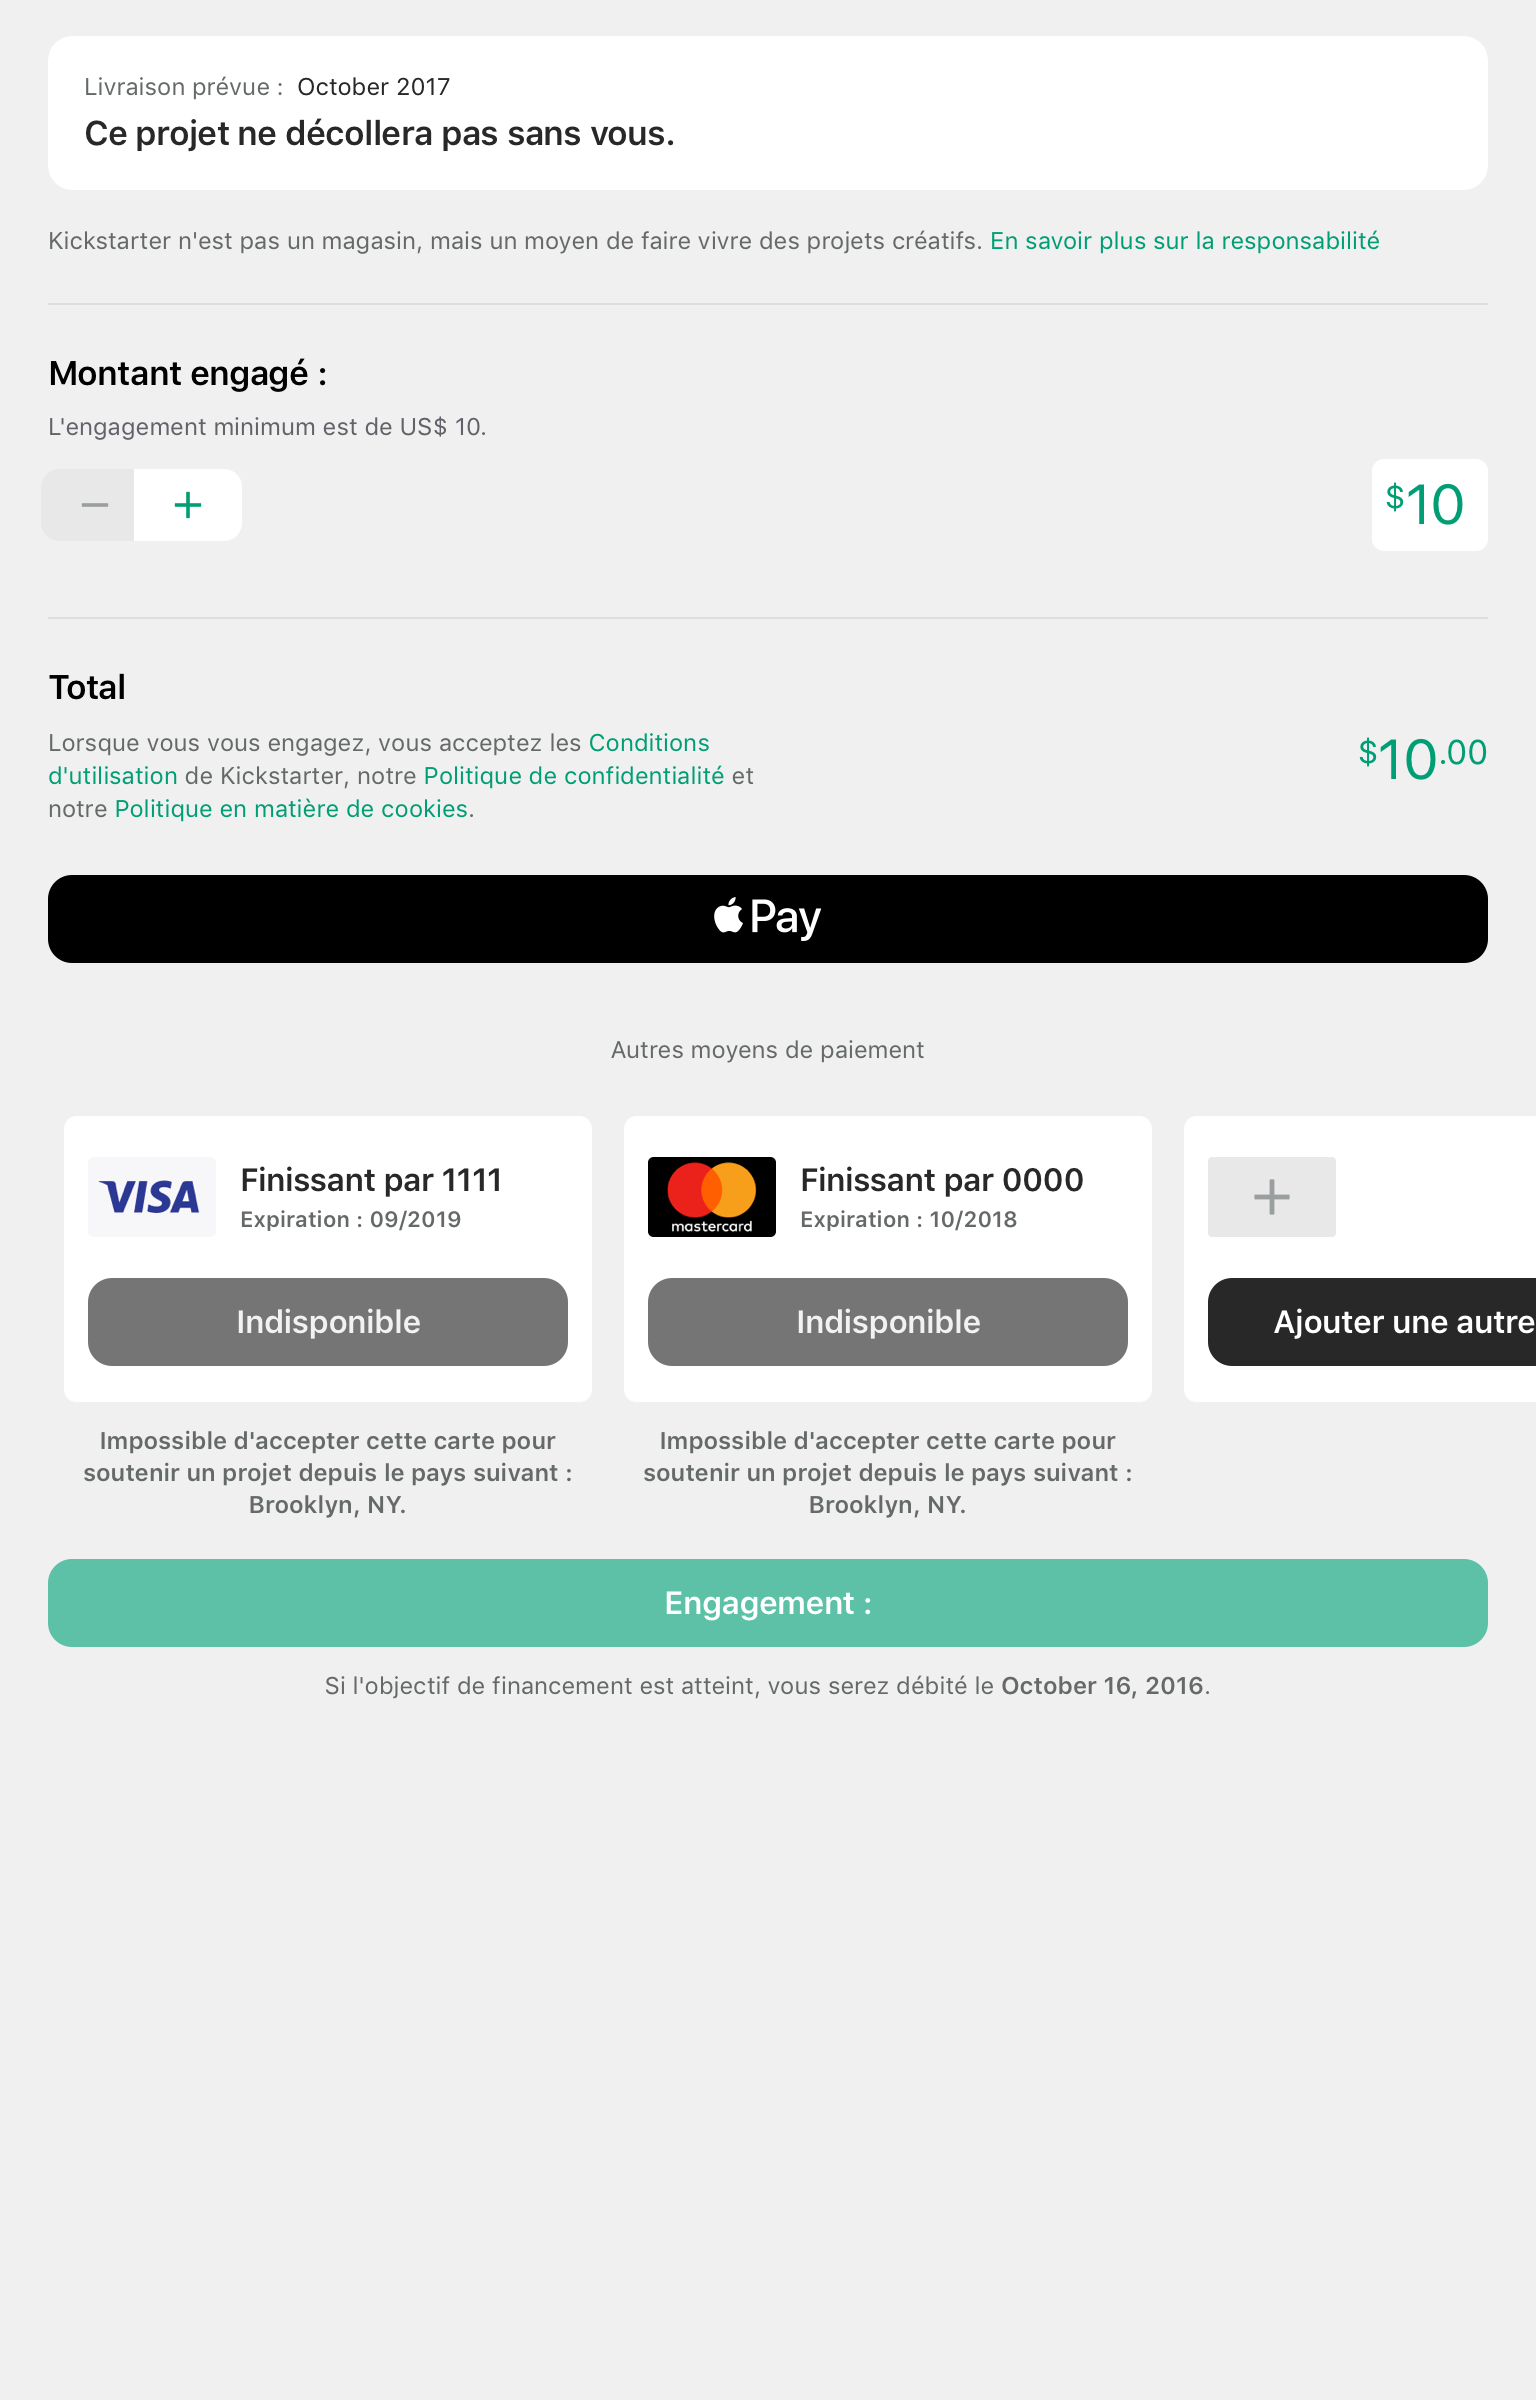 Livraison prévue : October 2017
Ce projet ne décollera pas sans vous.
Kickstarter n'est pas un magasin, mais un moyen de faire vivre des projets créatifs. En savoir plus sur la responsabilité
Montant engagé :
L'engagement minimum est de US$ 10.
$10
Total
Lorsque vous vous engagez, vous acceptez les Conditions
d'utilisation de Kickstarter, notre Politique de confidentialité et
notre Politique en matière de cookies.
$10.00
Pay
Autres moyens de paiement
VISA
Finissant par 1111
Expiration : 09/2019
Indisponible
Impossible d'accepter cette carte pour
soutenir un projet depuis le pays suivant :
Brooklyn, NY.
mastercard
Finissant par 0000
Expiration : 10/2018
Indisponible
Impossible d'accepter cette carte pour
soutenir un projet depuis le pays suivant :
Brooklyn, NY.
Ajouter une autre
Engagement :
Si l'objectif de financement est atteint, vous serez débité le October 16, 2016.